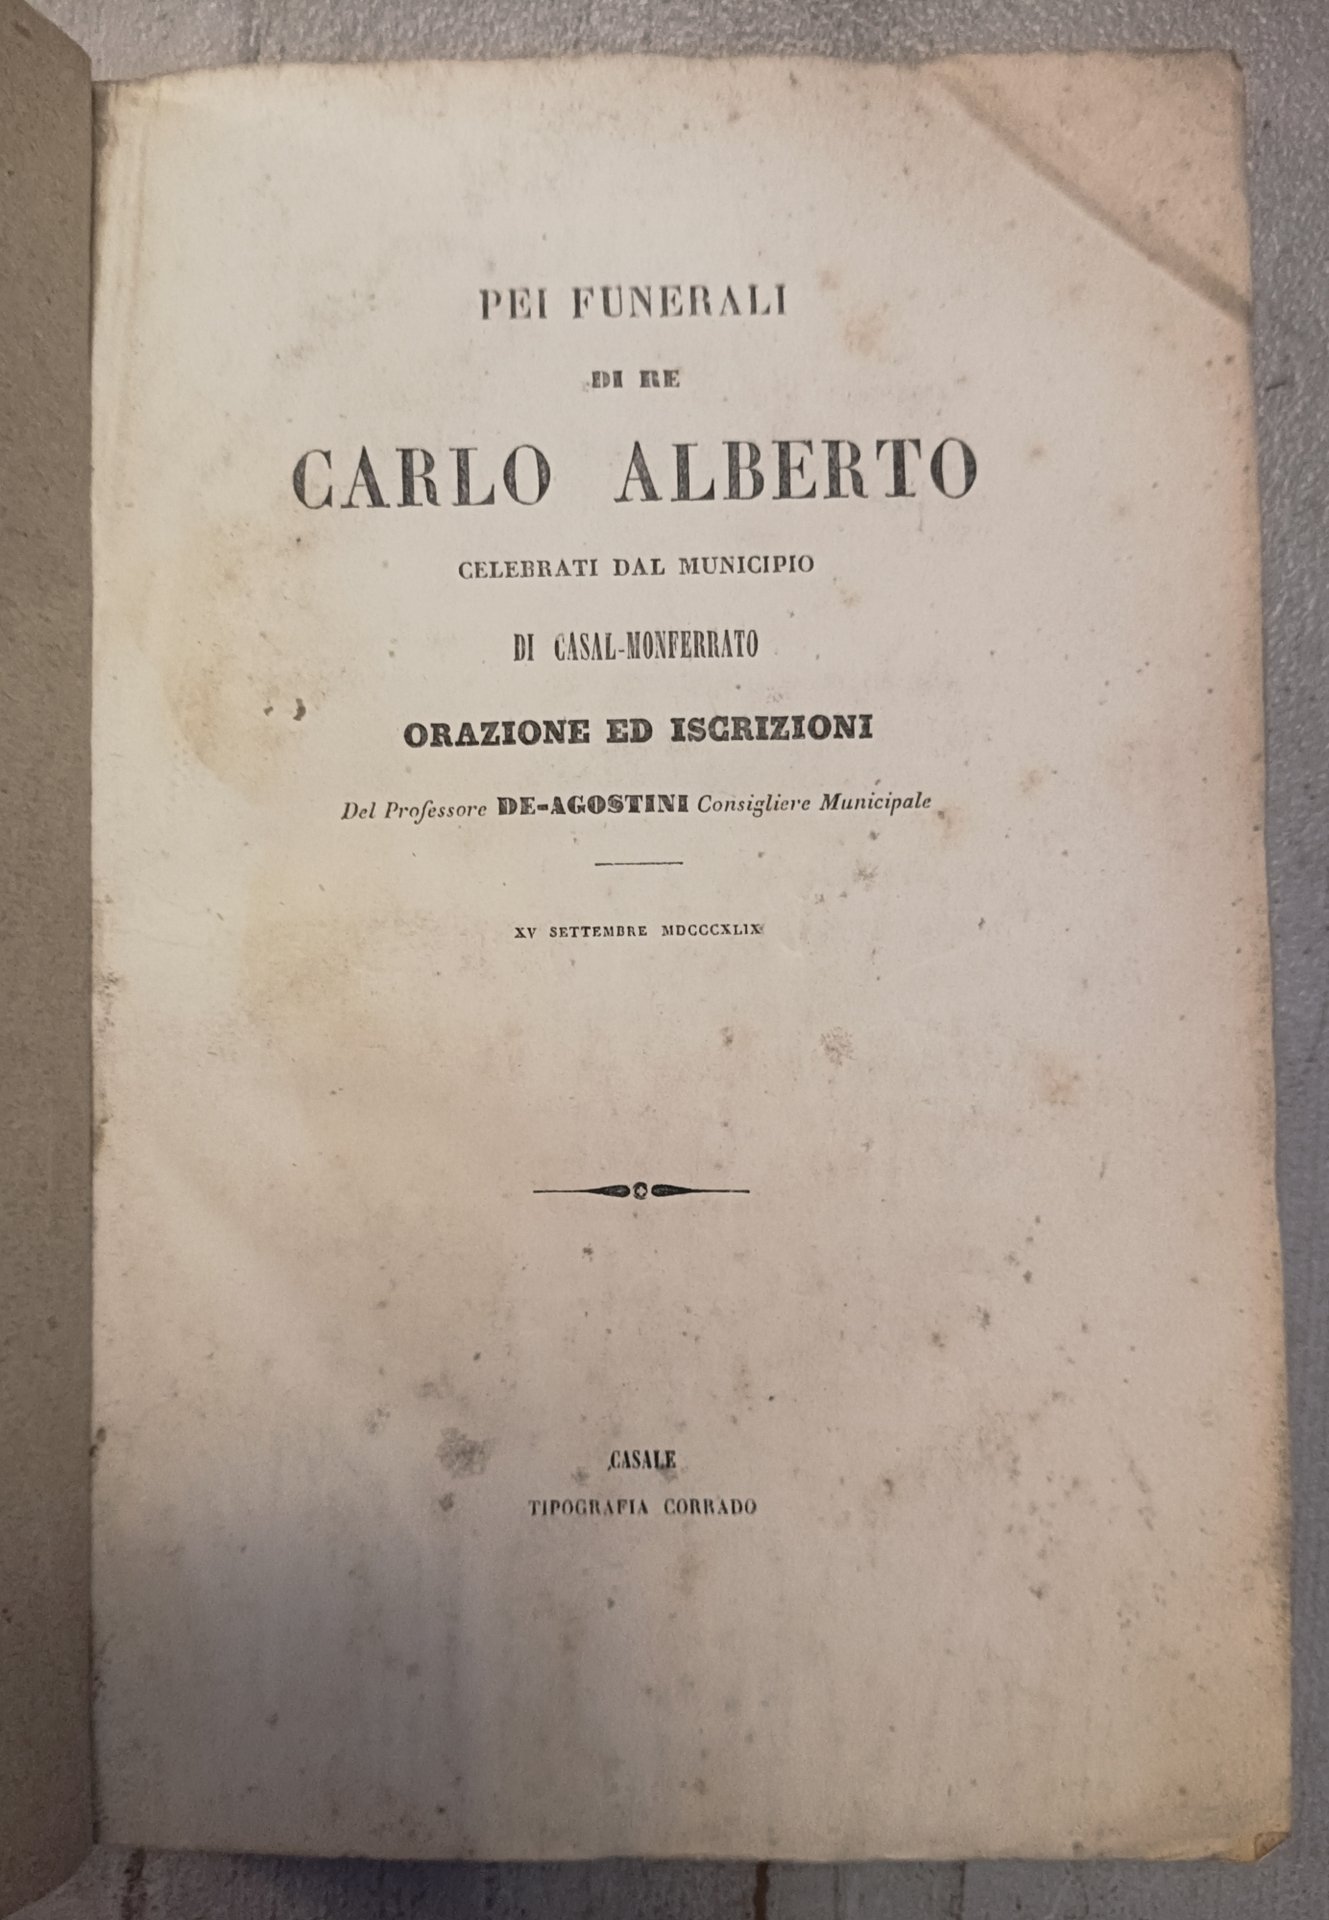 PEI FUNERALI
DI RE
CARLO ALBERTO
CELEBRATI DAL MUNICIPIO
DI CASAL-MONFERRATO
ORAZIONE ED ISCRIZIONI
Del Professore DE-AGOSTINI Consigliere Municipale
XV SETTEMBRE MDCCCXLIX
CASALE
TIPOGRAFIA CORRADO